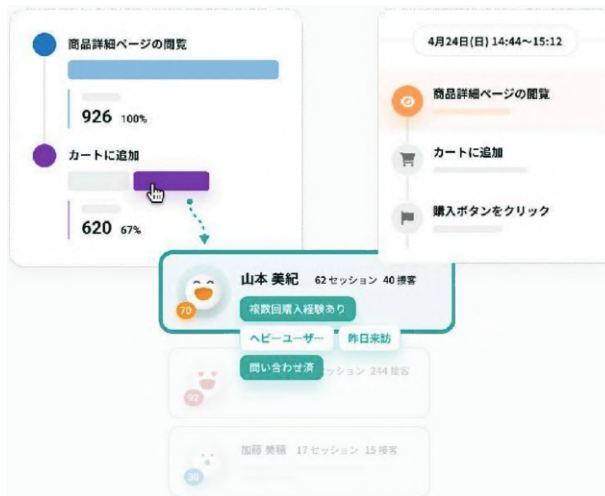 商品詳細ページの閲覧
926 100%
カートに追加
620 67%
4月24日(日) 14:44~15:12
商品詳細ページの閲覧
カートに追加
購入ボタンをクリック
山本 美紀 62セッション 40接客
70
複数回購入経験あり
ヘビーユーザー 昨日来訪
問い合わせ済
ッション 244接客
92
加藤 美穂 17セッション 15接客
30